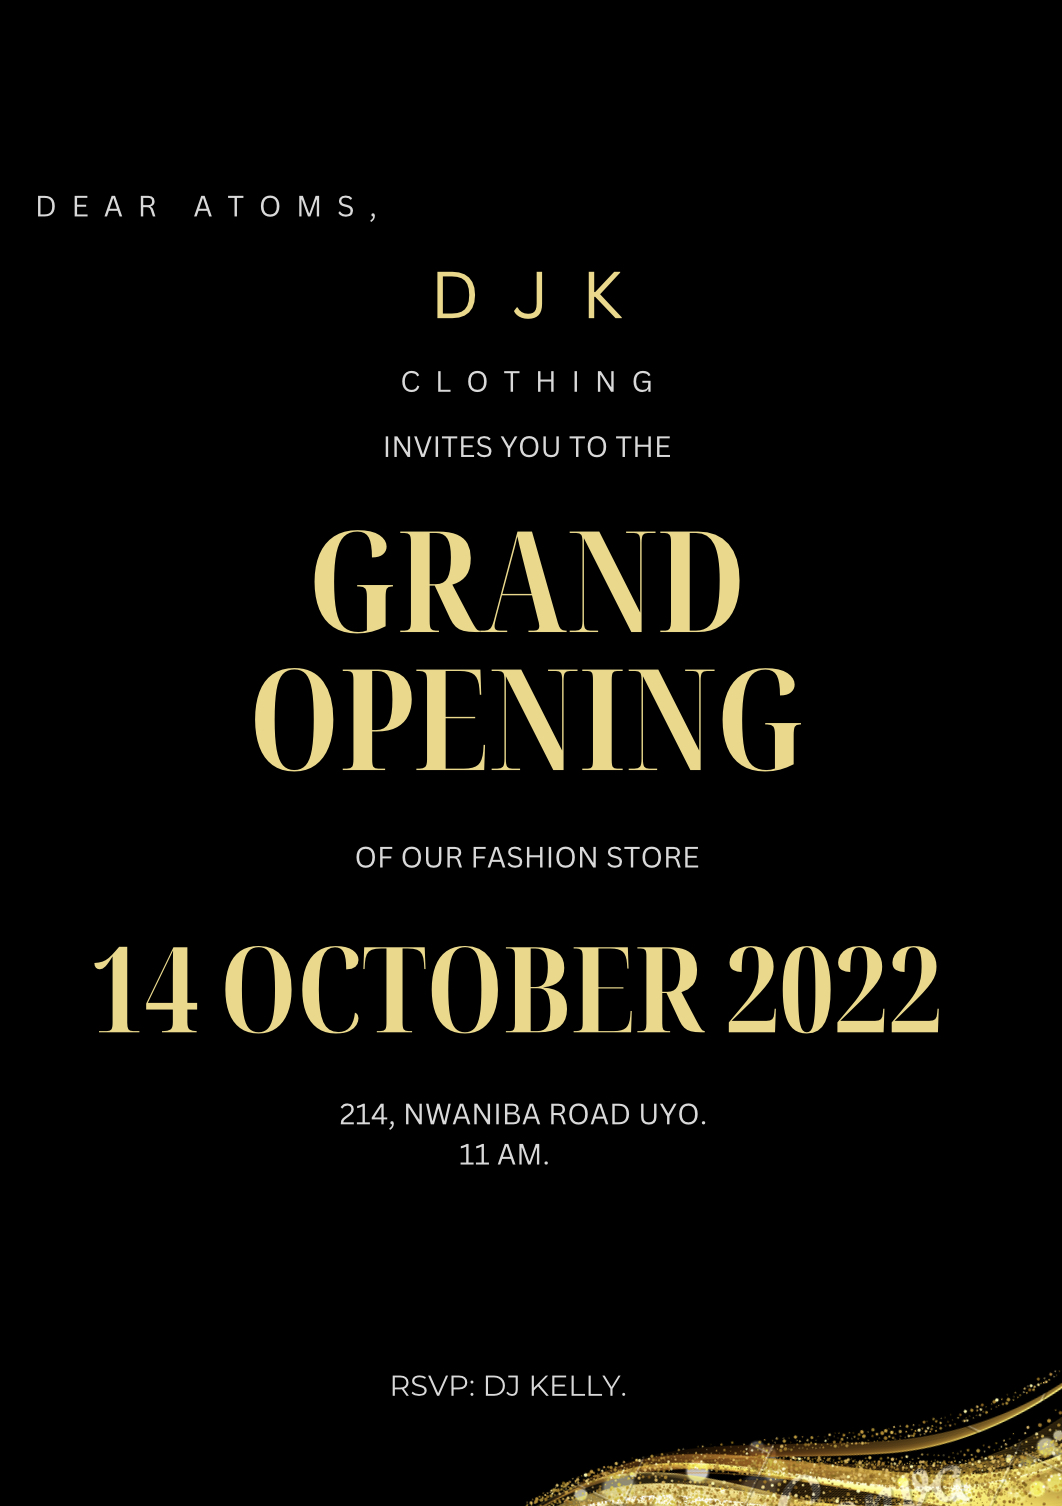 DEAR ATOMS,
DJK
CLOTHING
INVITES YOU TO THE
GRAND
OPENING
OF OUR FASHION STORE
14 OCTOBER 2022
214, NWANIBA ROAD UYO.
11 AM.
RSVP: DJ KELLY.